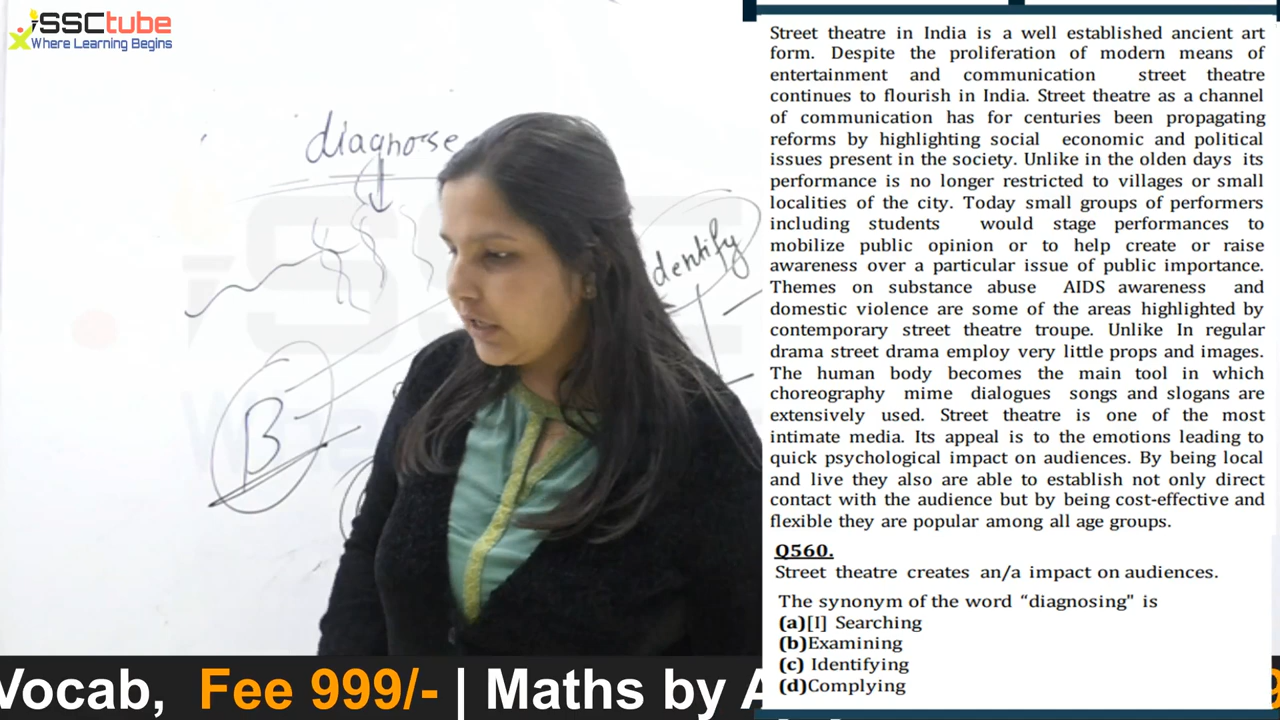 SSCtube
Where Learning Begins
diagnose
identify
B
Street theatre in India is a well established ancient art
form. Despite the proliferation of modern means of
entertainment and communication street theatre
continues to flourish in India. Street theatre as a channel
of communication has for centuries been propagating
reforms by highlighting social economic and political
issues present in the society. Unlike in the olden days its
performance is no longer restricted to villages or small
localities of the city. Today small groups of performers
including students would stage performances to
mobilize public opinion or to help create or raise
awareness over a particular issue of public importance.
Themes on substance abuse AIDS awareness and
domestic violence are some of the areas highlighted by
contemporary street theatre troupe. Unlike In regular
drama street drama employ very little props and images.
The human body becomes the main tool in which
choreography mime dialogues songs and slogans are
extensively used. Street theatre is one of the most
intimate media. Its appeal is to the emotions leading to
quick psychological impact on audiences. By being local
and live they also are able to establish not only direct
contact with the audience but by being cost-effective and
flexible they are popular among all age groups.
Q560.
Street theatre creates an/a impact on audiences.
The synonym of the word “diagnosing" is
(a)[I] Searching
(b)Examining
(c) Identifying
(d)Complying
Vocab, Fee 999/- | Maths by A